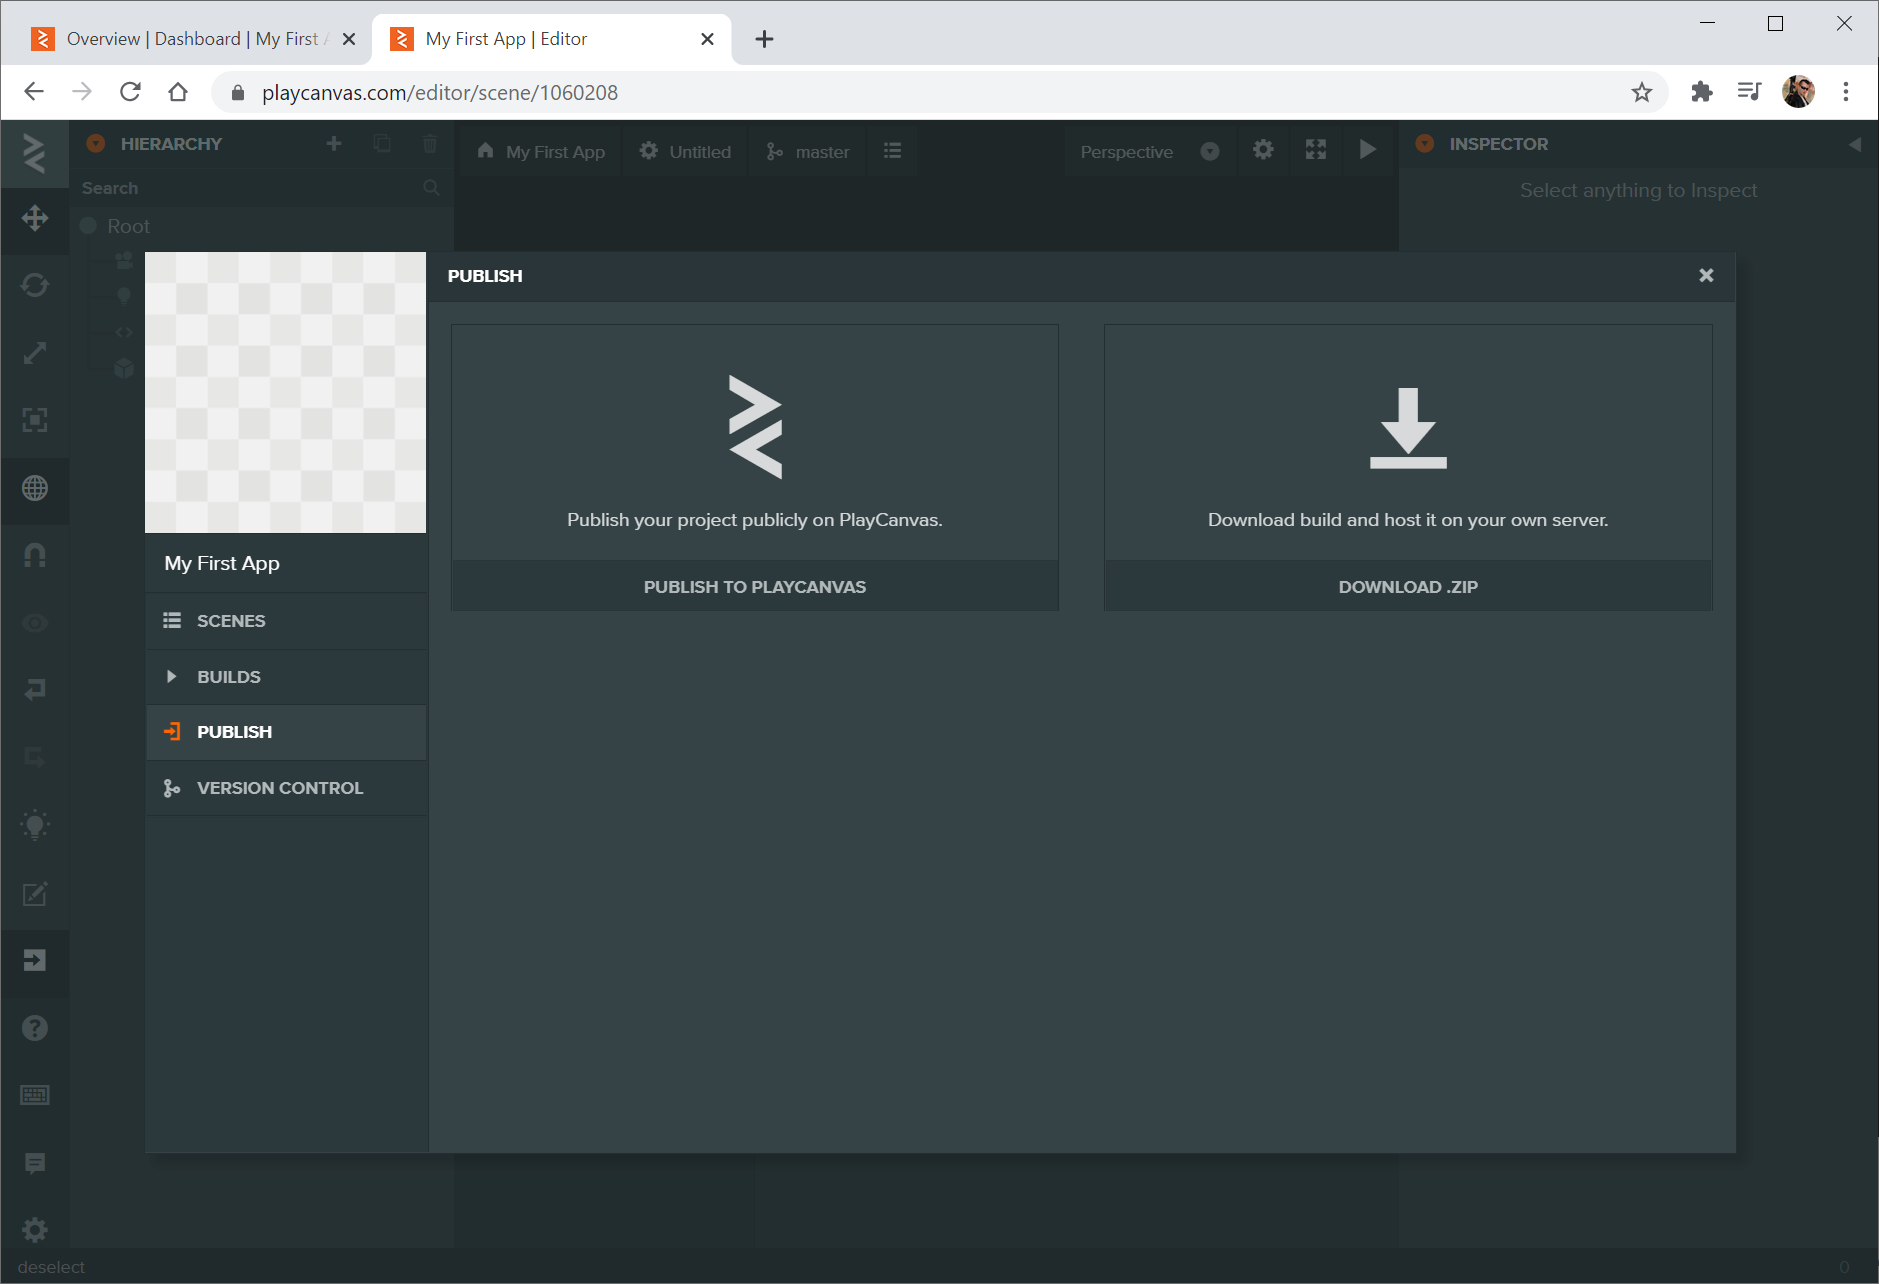 Overview | Dashboard | My First
My First App | Editor
playcanvas.com/editor/scene/1060208
HIERARCHY
My First App
Untitled
master
Perspective
INSPECTOR
Search
Select anything to Inspect
Root
PUBLISH
Publish your project publicly on PlayCanvas.
Download build and host it on your own server.
My First App
PUBLISH TO PLAYCANVAS
DOWNLOAD .ZIP
SCENES
BUILDS
PUBLISH
VERSION CONTROL
deselect
0